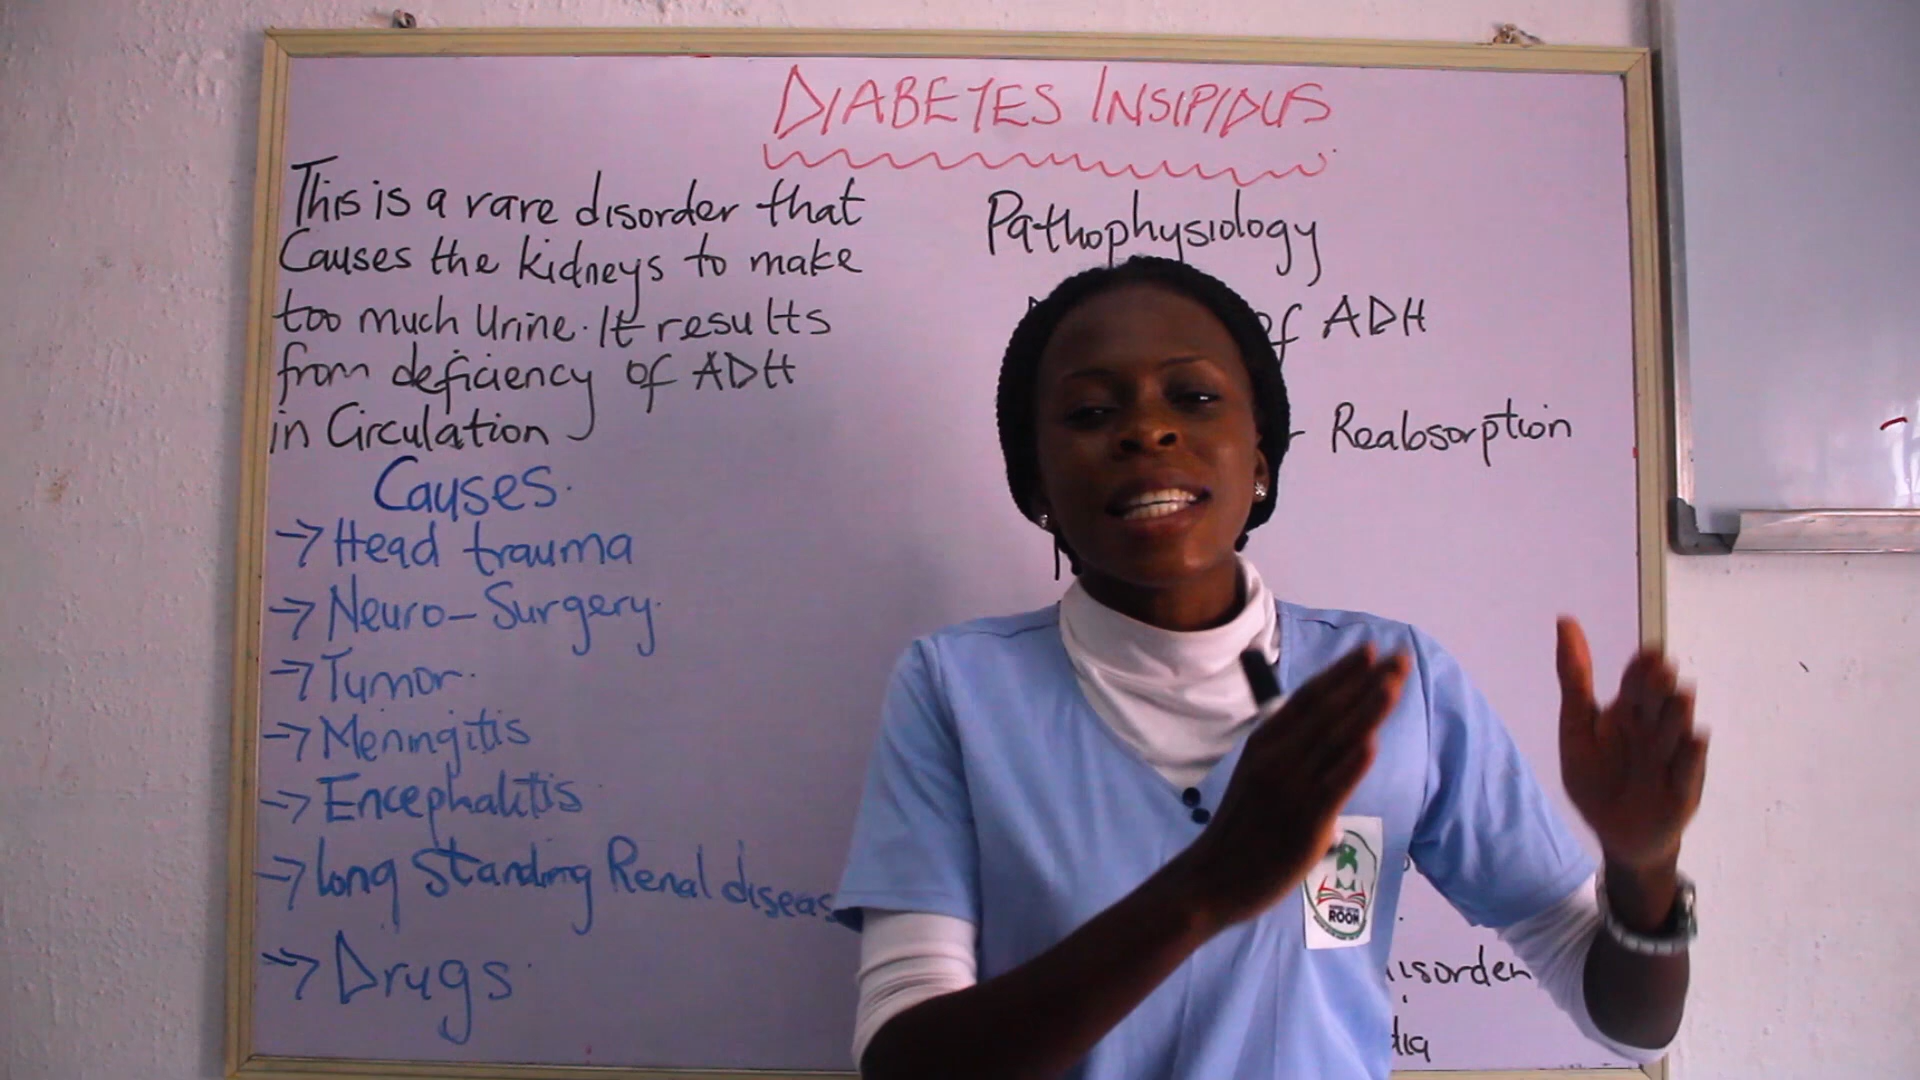 DIABETES INSIPIDUS
This is a rare disorder that
Causes the kidneys to make
too much Urine. It results
from deficiency of ADH
in Circulation
Causes.
→ Head trauma
→ Neuro-Surgery.
→ Tumor.
→ Meningitis
→ Encephalitis
→ long Standing Renal diseas
→ Drugs.
Pathophysiology
of ADH
Reabsorption
isorder
ROOM